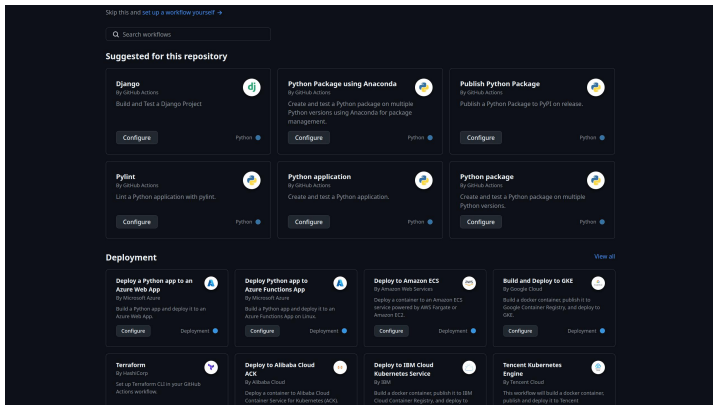 Skip this and set up a workflow yourself →
Search workflows
Suggested for this repository
Django
By GitHub Actions
Build and Test a Django Project
Configure
Python
dj
Python Package using Anaconda
By GitHub Actions
Create and test a Python package on multiple
Python versions using Anaconda for package
management.
Configure
Python
Publish Python Package
By GitHub Actions
Publish a Python Package to PyPI on release.
Configure
Python
Pylint
By GitHub Actions
Lint a Python application with pylint.
Configure
Python
Python application
By GitHub Actions
Create and test a Python application.
Configure
Python
Python package
By GitHub Actions
Create and test a Python package on multiple
Python versions.
Configure
Python
Deployment
View all
Deploy a Python app to an
Azure Web App
By Microsoft Azure
Build a Python app and deploy it to an
Azure Web App.
Configure
Deployment
Deploy Python app to
Azure Functions App
By Microsoft Azure
Build a Python app and deploy it to an
Azure Functions App on Linux.
Configure
Deployment
Deploy to Amazon ECS
By Amazon Web Services
Deploy a container to an Amazon ECS
service powered by AWS Fargate or
Amazon EC2.
Configure
Deployment
aws
Build and Deploy to GKE
By Google Cloud
Build a docker container, publish it to
Google Container Registry, and deploy to
GKE.
Configure
Deployment
Terraform
By HashiCorp
Set up Terraform CLI in your GitHub
Actions workflow.
Deploy to Alibaba Cloud
ACK
By Alibaba Cloud
Deploy a container to Alibaba Cloud
Container Service for Kubernetes (ACK).
Deploy to IBM Cloud
Kubernetes Service
By IBM
Build a docker container, publish it to IBM
Cloud Container Registry, and deploy to
Tencent Kubernetes
Engine
By Tencent Cloud
This workflow will build a docker container,
publish and deploy it to Tencent